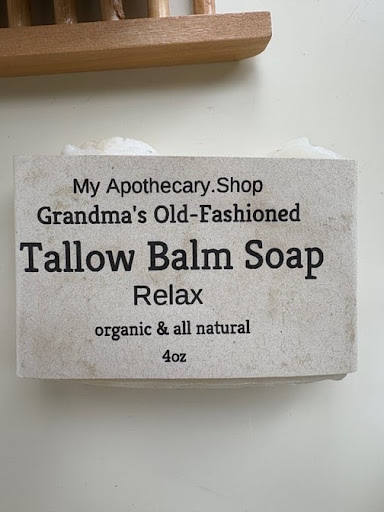 My Apothecary.Shop
Grandma's Old-Fashioned
Tallow Balm Soap
Relax
organic & all natural
4oz